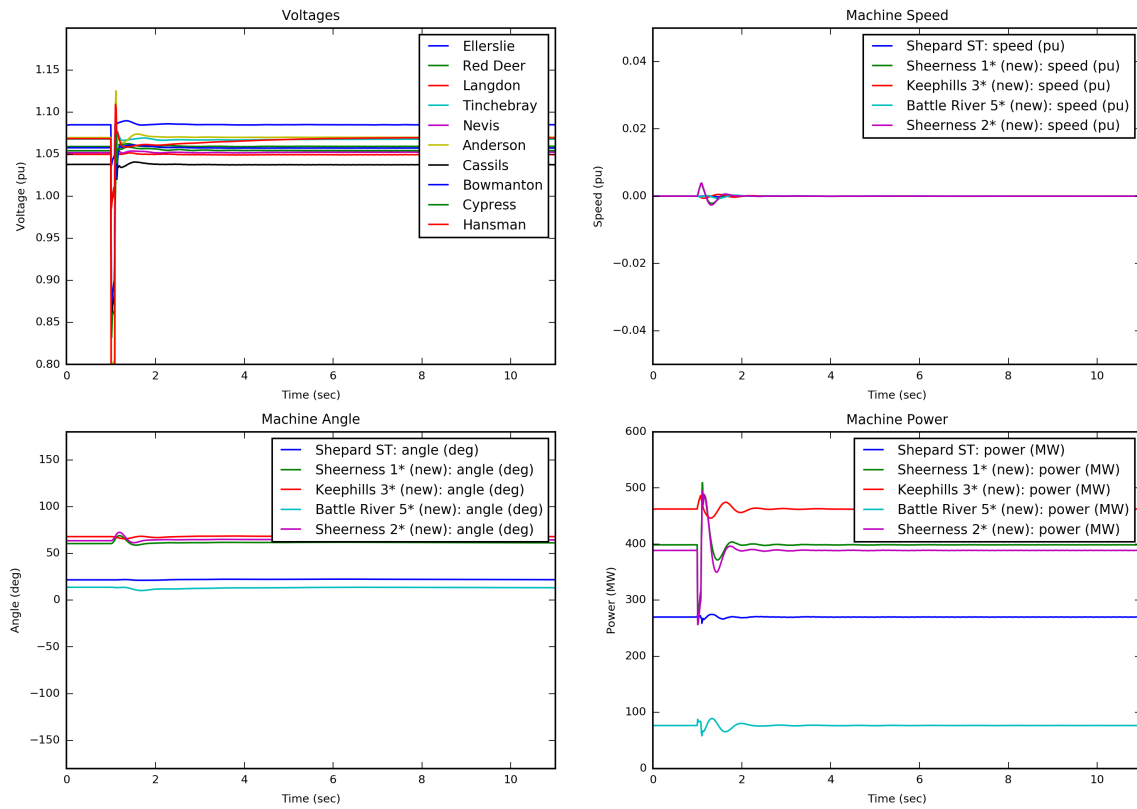 Voltages
1.15
1.10
1.05
1.00
0.95
0.90
0.85
0.80
Voltage (pu)
0 2 4 6 8 10
Time (sec)
Ellerslie
Red Deer
Langdon
Tinchebray
Nevis
Anderson
Cassils
Bowmanton
Cypress
Hansman
Machine Speed
0.04
0.02
0.00
−0.02
−0.04
Speed (pu)
0 2 4 6 8 10
Time (sec)
Shepard ST: speed (pu)
Sheerness 1* (new): speed (pu)
Keephills 3* (new): speed (pu)
Battle River 5* (new): speed (pu)
Sheerness 2* (new): speed (pu)
Machine Angle
150
100
50
0
−50
−100
−150
Angle (deg)
0 2 4 6 8 10
Time (sec)
Shepard ST: angle (deg)
Sheerness 1* (new): angle (deg)
Keephills 3* (new): angle (deg)
Battle River 5* (new): angle (deg)
Sheerness 2* (new): angle (deg)
Machine Power
600
500
400
300
200
100
0
Power (MW)
0 2 4 6 8 10
Time (sec)
Shepard ST: power (MW)
Sheerness 1* (new): power (MW)
Keephills 3* (new): power (MW)
Battle River 5* (new): power (MW)
Sheerness 2* (new): power (MW)